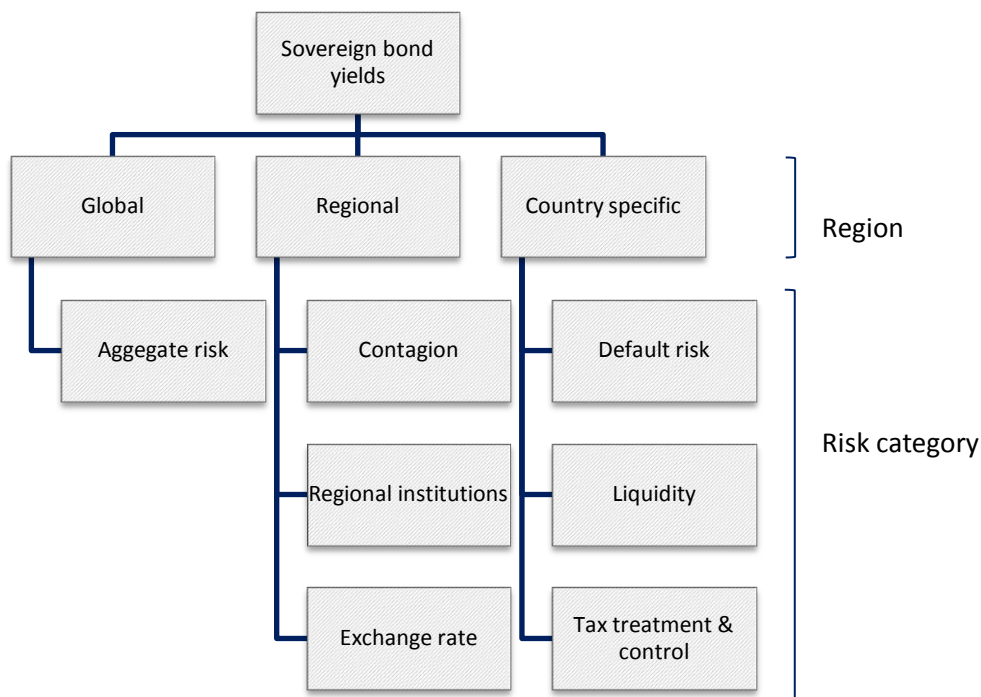 Sovereign bond
yields
Global
Regional
Country specific
Region
Aggegate risk
Contagion
Default risk
Risk category
Regional institutions
Liquidity
Exchange rate
Tax treatment &
control